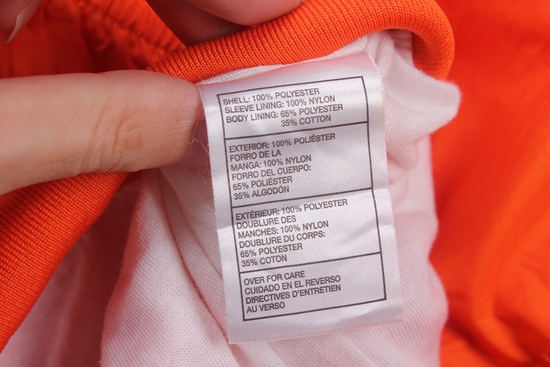 SHELL: 100% POLYESTER
SLEEVE LINING: 100% NYLON
BODY LINING: 65% POLYESTER
35% COTTON
EXTERIOR: 100% POLIÉSTER
FORRO DE LA
MANGA: 100% NYLON
FORRO DEL CUERPO:
65% POLIÉSTER
35% ALGODÓN
EXTÉRIEUR: 100% POLYESTER
DOUBLURE DES
MANCHES: 100% NYLON
DOUBLURE DU CORPS:
65% POLYESTER
35% COTON
OVER FOR CARE
CUIDADO EN EL REVERSO
DIRECTIVES D'ENTRETIEN
AU VERSO